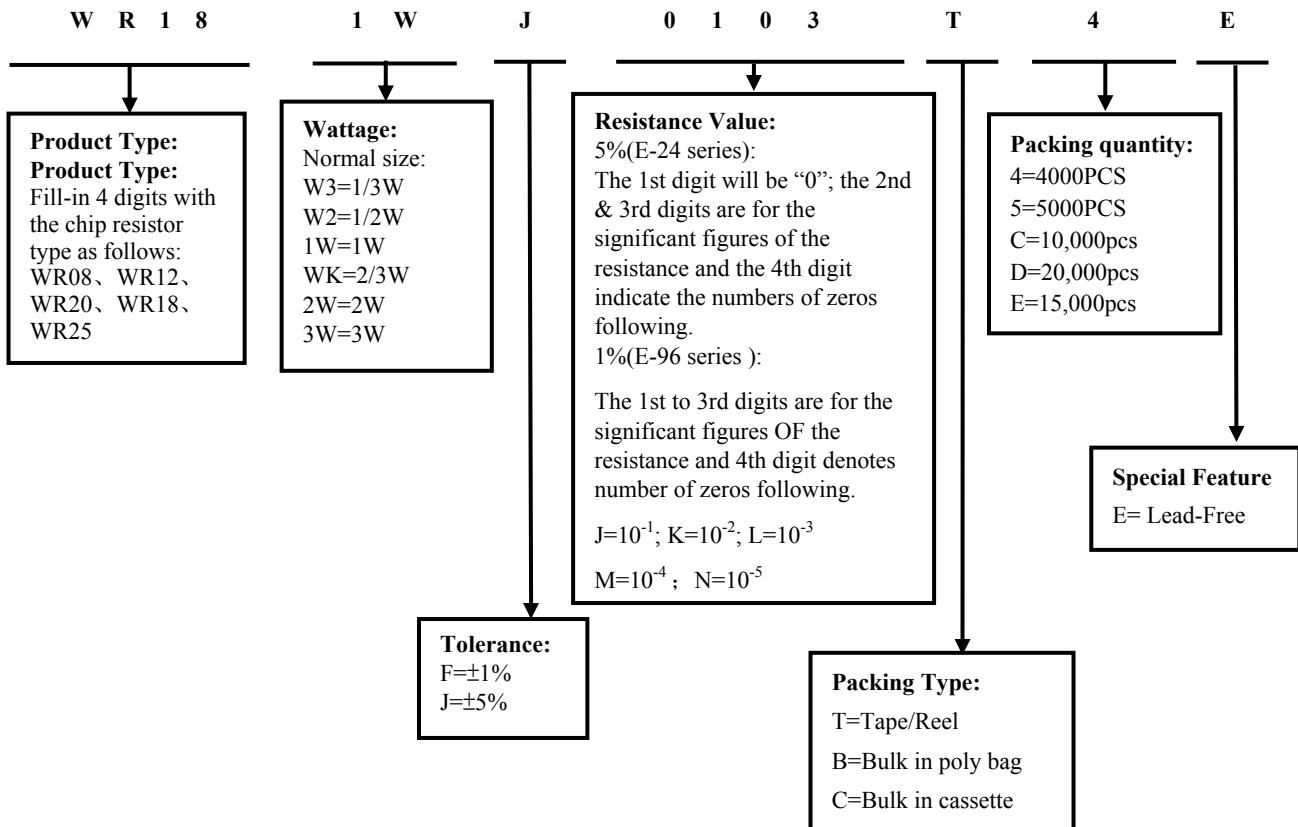 W R 1 8 1 W J 0 1 0 3 T 4 E
Product Type:
Product Type:
Fill-in 4 digits with
the chip resistor
type as follows:
WR08、WR12、
WR20、WR18、
WR25
Wattage:
Normal size:
W3=1/3W
W2=1/2W
1W=1W
WK=2/3W
2W=2W
3W=3W
Resistance Value:
5%(E-24 series):
The 1st digit will be “0”; the 2nd
& 3rd digits are for the
significant figures of the
resistance and the 4th digit
indicate the numbers of zeros
following.
1%(E-96 series ):
The 1st to 3rd digits are for the
significant figures OF the
resistance and 4th digit denotes
number of zeros following.
J=10⁻¹; K=10⁻²; L=10⁻³
M=10⁻⁴ ；N=10⁻⁵
Packing quantity:
4=4000PCS
5=5000PCS
C=10,000pcs
D=20,000pcs
E=15,000pcs
Special Feature
E= Lead-Free
Tolerance:
F=±1%
J=±5%
Packing Type:
T=Tape/Reel
B=Bulk in poly bag
C=Bulk in cassette